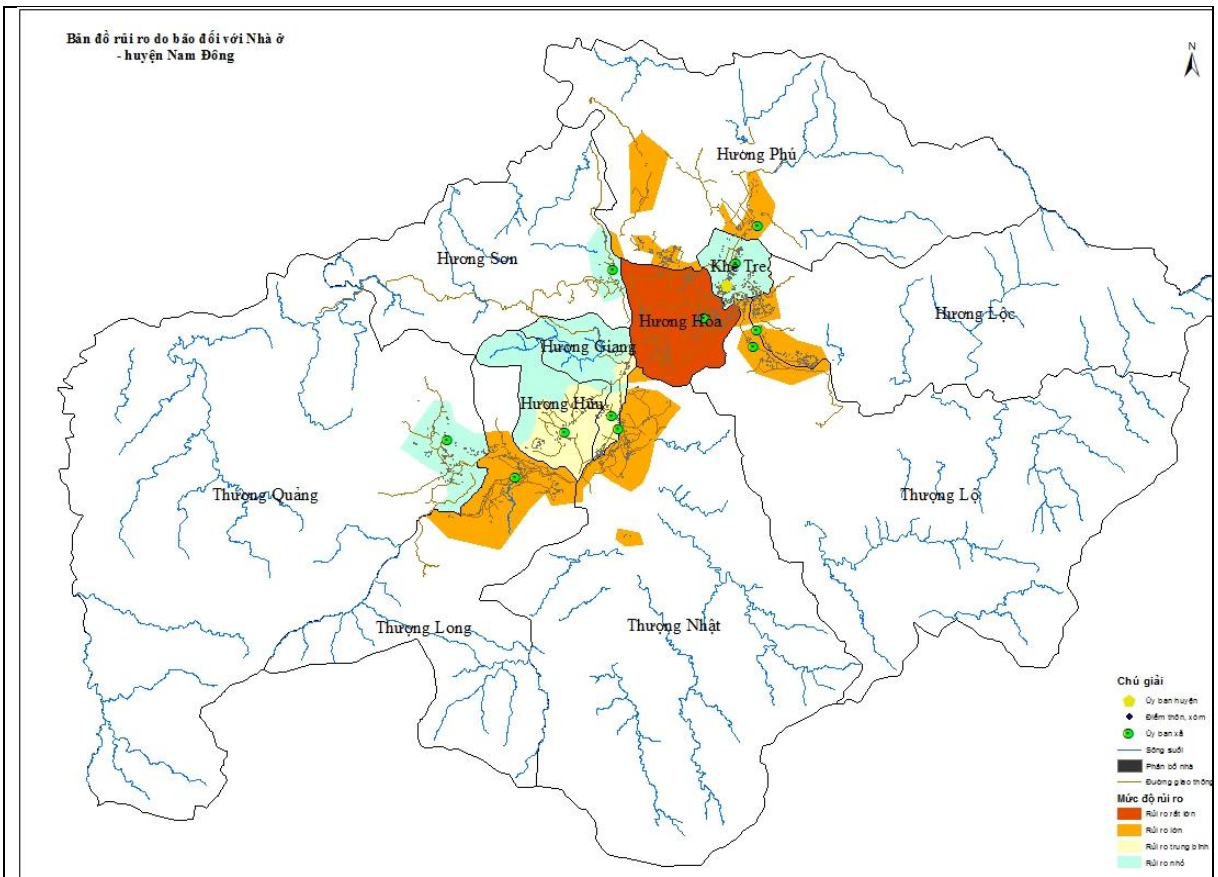 Bản đồ rủi ro do bão đối với Nhà ở
- huyện Nam Đông
N
Hương Phú
Hương Sơn
Khe Tre
Hương Lộc
Hương Hòa
Hương Giang
Hương Hữu
Thượng Quảng
Thượng Lộ
Thượng Long
Thượng Nhật
Chú giải
Ủy ban huyện
Điểm thôn, xóm
Ủy ban xã
Sông suối
Phân bố nhà
Đường giao thông
Mức độ rủi ro
Rủi ro rất lớn
Rủi ro lớn
Rủi ro trung bình
Rủi ro nhỏ